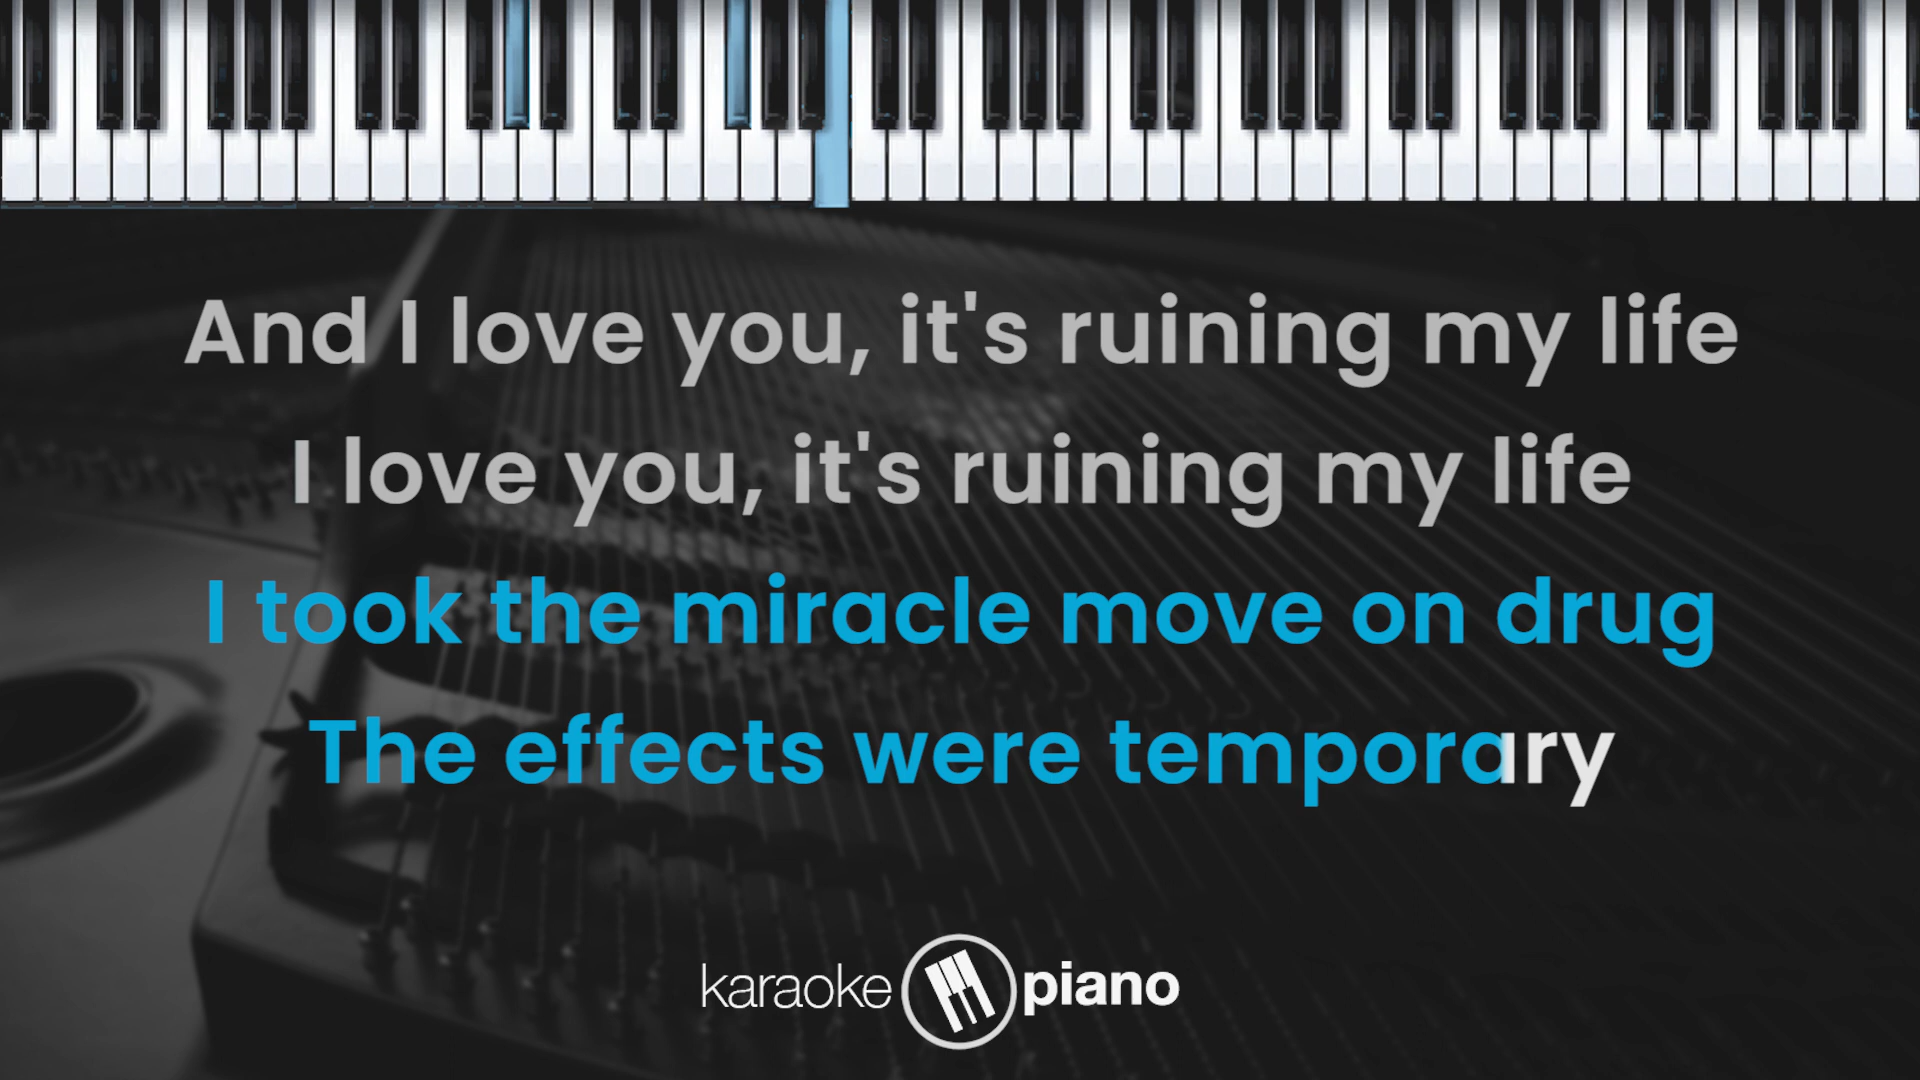 And I love you, it's ruining my life
I love you, it's ruining my life
I took the miracle move on drug
The effects were temporary
karaoke piano